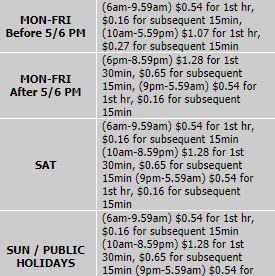 MON-FRI
Before 5/6 PM
(6am-9.59am) $0.54 for 1st hr,
$0.16 for subsequent 15min,
(10am-5.59pm) $1.07 for 1st hr,
$0.27 for subsequent 15min
MON-FRI
After 5/6 PM
(6pm-8.59pm) $1.28 for 1st
30min, $0.65 for subsequent
15min, (9pm-5.59am) $0.54 for
1st hr, $0.16 for subsequent
15min
SAT
(6am-9.59am) $0.54 for 1st hr,
$0.16 for subsequent 15min
(10am-8.59pm) $1.28 for 1st
30min, $0.65 for subsequent
15min (9pm-5.59am) $0.54 for
1st hr, $0.16 for subsequent
15min
SUN / PUBLIC
HOLIDAYS
(6am-9.59am) $0.54 for 1st hr,
$0.16 for subsequent 15min
(10am-8.59pm) $1.28 for 1st
30min, $0.65 for subsequent
15min (9pm-5.59am) $0.54 for